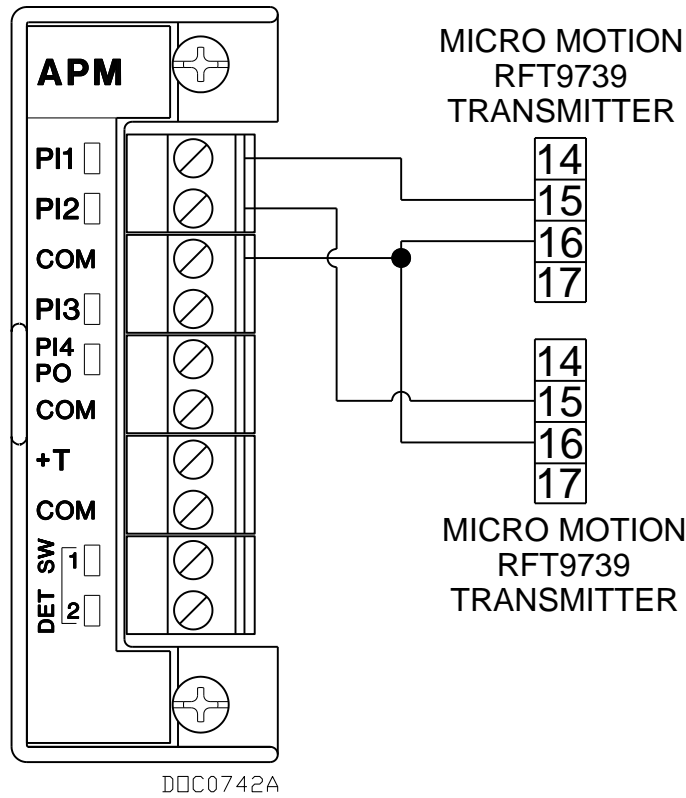 APM
PI1
PI2
COM
PI3
PI4
PO
COM
+T
COM
SW
DET
1
2
MICRO MOTION
RFT9739
TRANSMITTER
14
15
16
17
14
15
16
17
MICRO MOTION
RFT9739
TRANSMITTER
DOC0742A